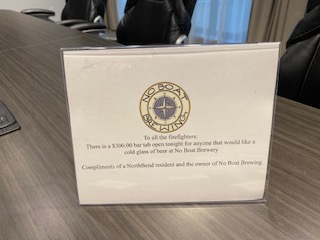 NO BOAT
BREWING
To all the firefighters:
There is a $300.00 bar tab open tonight for anyone that would like a
cold glass of beer at No Boat Brewery
Compliments of a NorthBend resident and the owner of No Boat Brewing